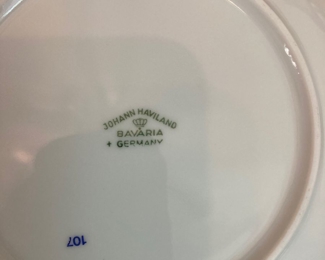 JOHANN HAVILAND
BAVARIA
+ GERMANY
107